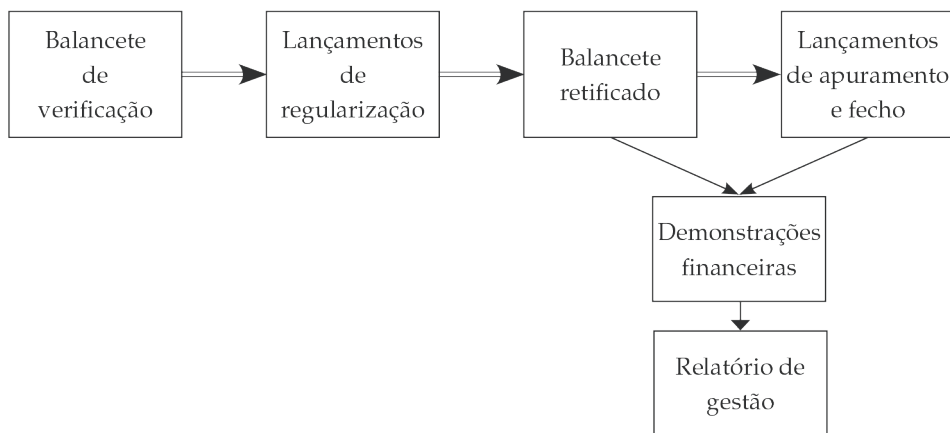 Balancete
de
verificação
Lançamentos
de
regularização
Balancete
retificado
Lançamentos
de apuramento
e fecho
Demonstrações
financeiras
Relatório de
gestão